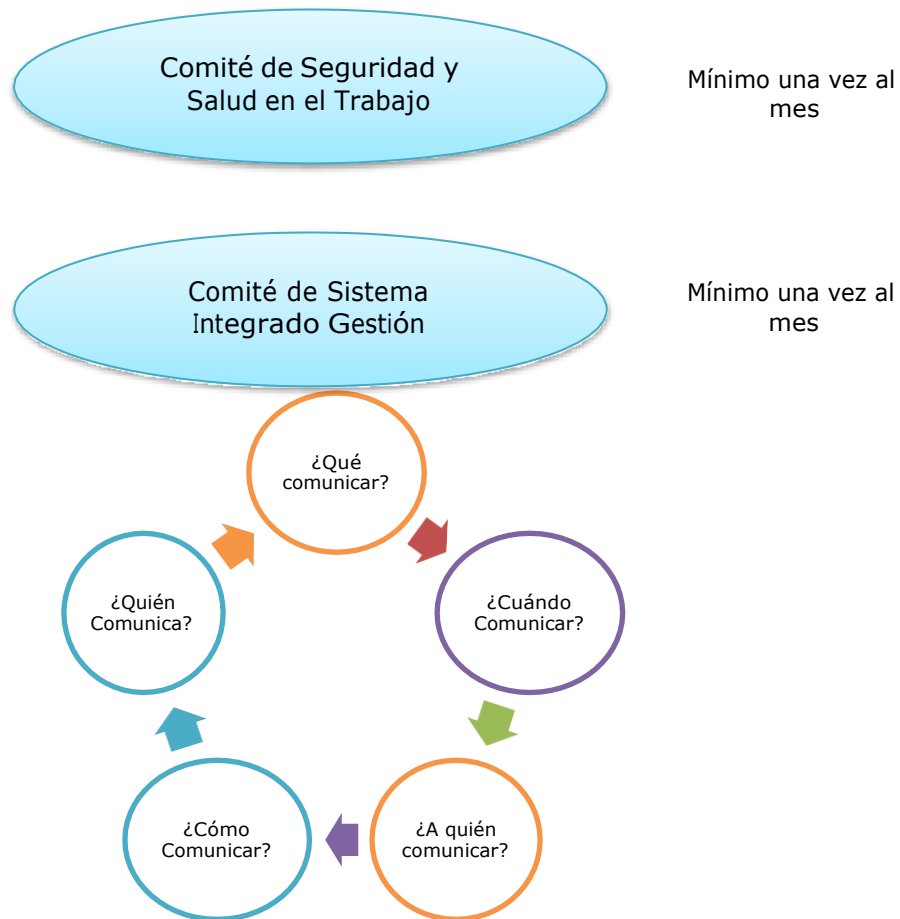 Comité de Seguridad y
Salud en el Trabajo
Mínimo una vez al
mes
Comité de Sistema
Integrado Gestión
Mínimo una vez al
mes
¿Qué
comunicar?
¿Cuándo
Comunicar?
¿A quién
comunicar?
¿Cómo
Comunicar?
¿Quién
Comunica?